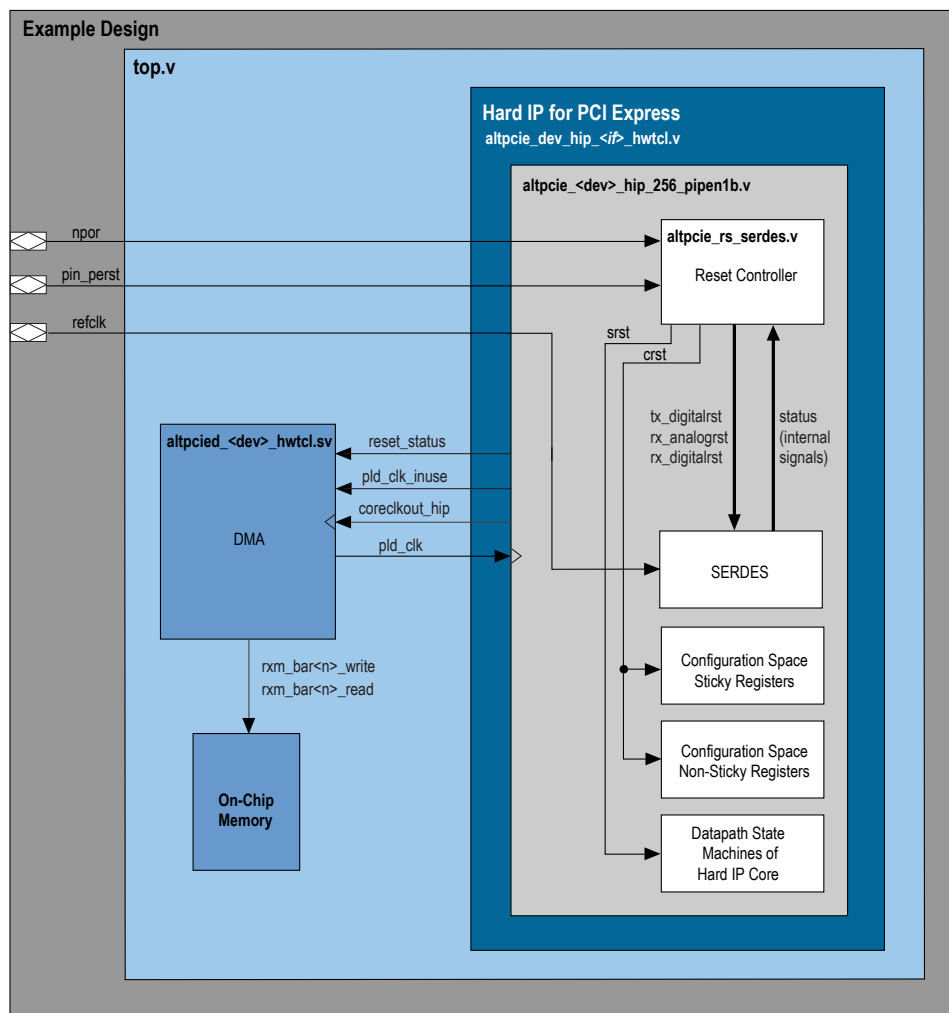 Example Design
top.v
Hard IP for PCI Express
altpcie_dev_hip_<if>_hwtcl.v
altpcie_<dev>_hip_256_pipen1b.v
npor
altpcie_rs_serdes.v
Reset Controller
pin_perst
refclk
srst
crst
tx_digitalrst
rx_analogrst
rx_digitalrst
status
(internal
signals)
altpcied_<dev>_hwtcl.sv
DMA
reset_status
pld_clk_inuse
coreclkout_hip
pld_clk
SERDES
rxm_bar<n>_write
rxm_bar<n>_read
Configuration Space
Sticky Registers
Configuration Space
Non-Sticky Registers
On-Chip
Memory
Datapath State
Machines of
Hard IP Core